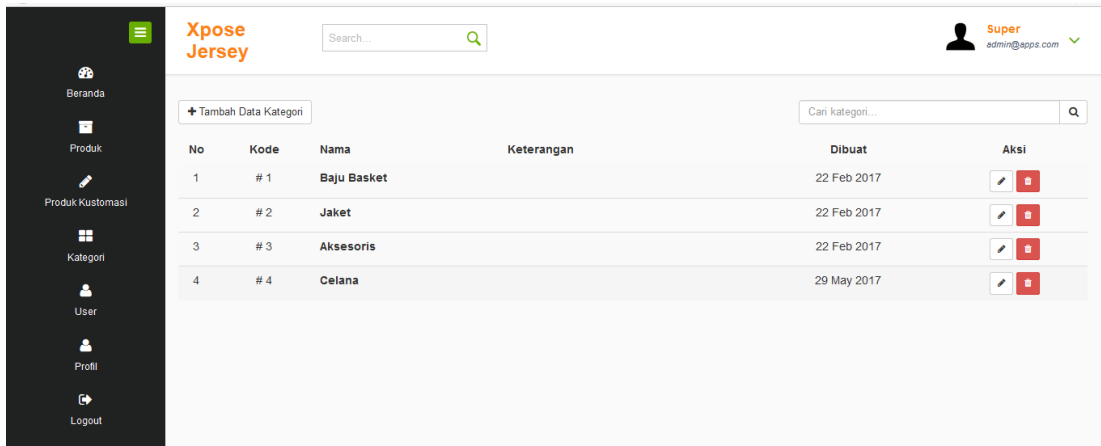 Xpose
Jersey
Search...
Super
admin@apps.com
Beranda
Produk
Produk Kustomasi
Kategori
User
Profil
Logout
Tambah Data Kategori
Cari kategori...
No Kode Nama Keterangan Dibuat Aksi
1 # 1 Baju Basket 22 Feb 2017
2 # 2 Jaket 22 Feb 2017
3 # 3 Aksesoris 22 Feb 2017
4 # 4 Celana 29 May 2017